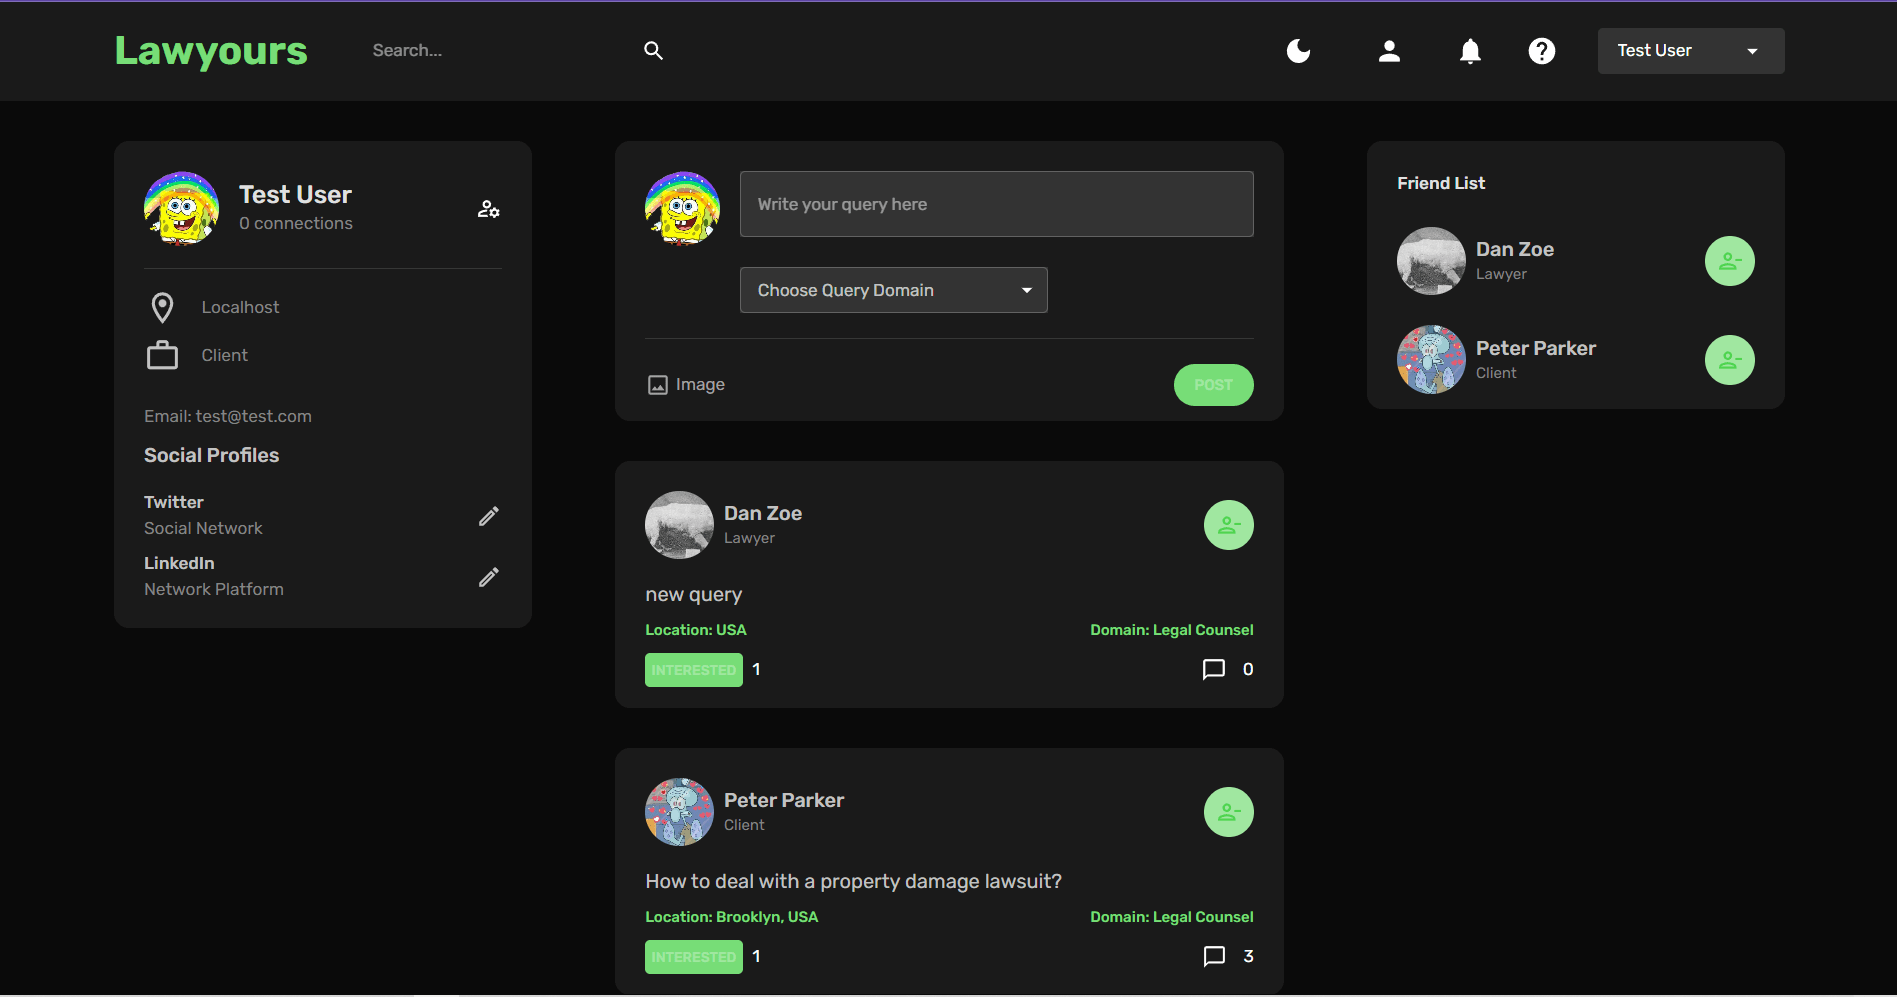 Lawyours
Search...
Test User
Test User
0 connections
Localhost
Client
Email: test@test.com
Social Profiles
Twitter
Social Network
LinkedIn
Network Platform
Write your query here
Choose Query Domain
Image
POST
Dan Zoe
Lawyer
new query
Location: USA
Domain: Legal Counsel
INTERESTED 1
0
Peter Parker
Client
How to deal with a property damage lawsuit?
Location: Brooklyn, USA
Domain: Legal Counsel
INTERESTED 1
3
Friend List
Dan Zoe
Lawyer
Peter Parker
Client